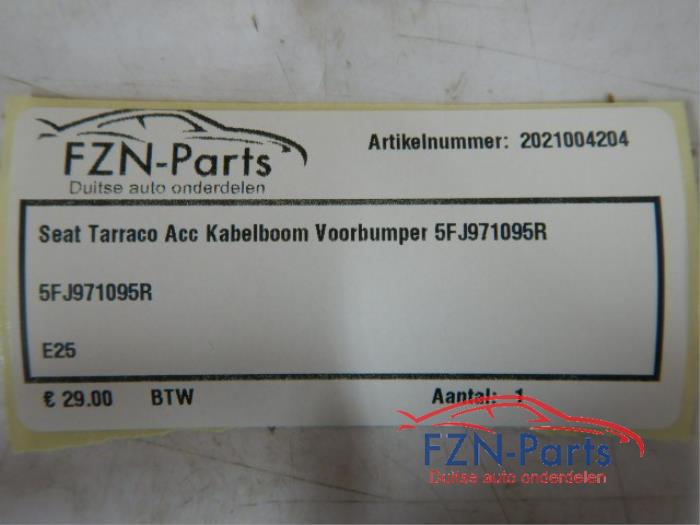 FZN-Parts
Duitse auto onderdelen
Artikelnummer: 2021004204
Seat Tarraco Acc Kabelboom Voorbumper 5FJ971095R
5FJ971095R
E25
€ 29.00 BTW Aantal: 1
FZN-Parts
Duitse auto onderdelen